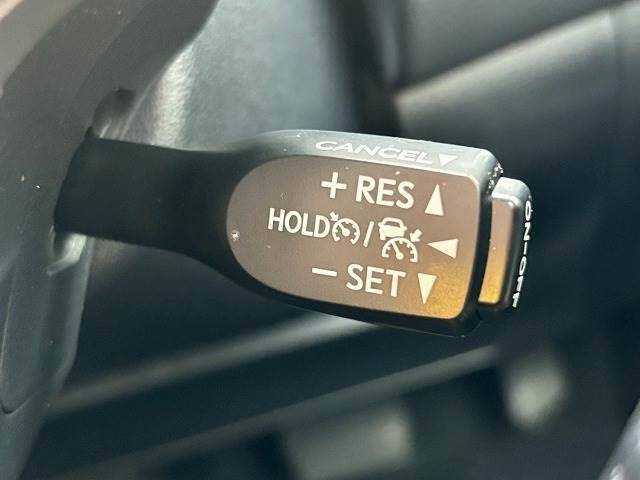 CANCEL▼
+ RES ▲
HOLD / ◀
− SET ▼
ON-OFF